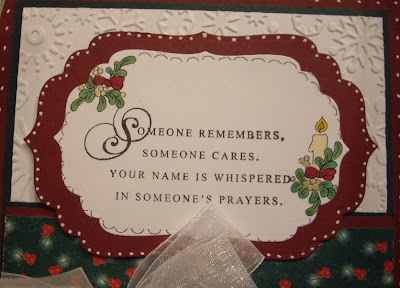 SOMEONE REMEMBERS,
SOMEONE CARES.
YOUR NAME IS WHISPERED
IN SOMEONE'S PRAYERS.